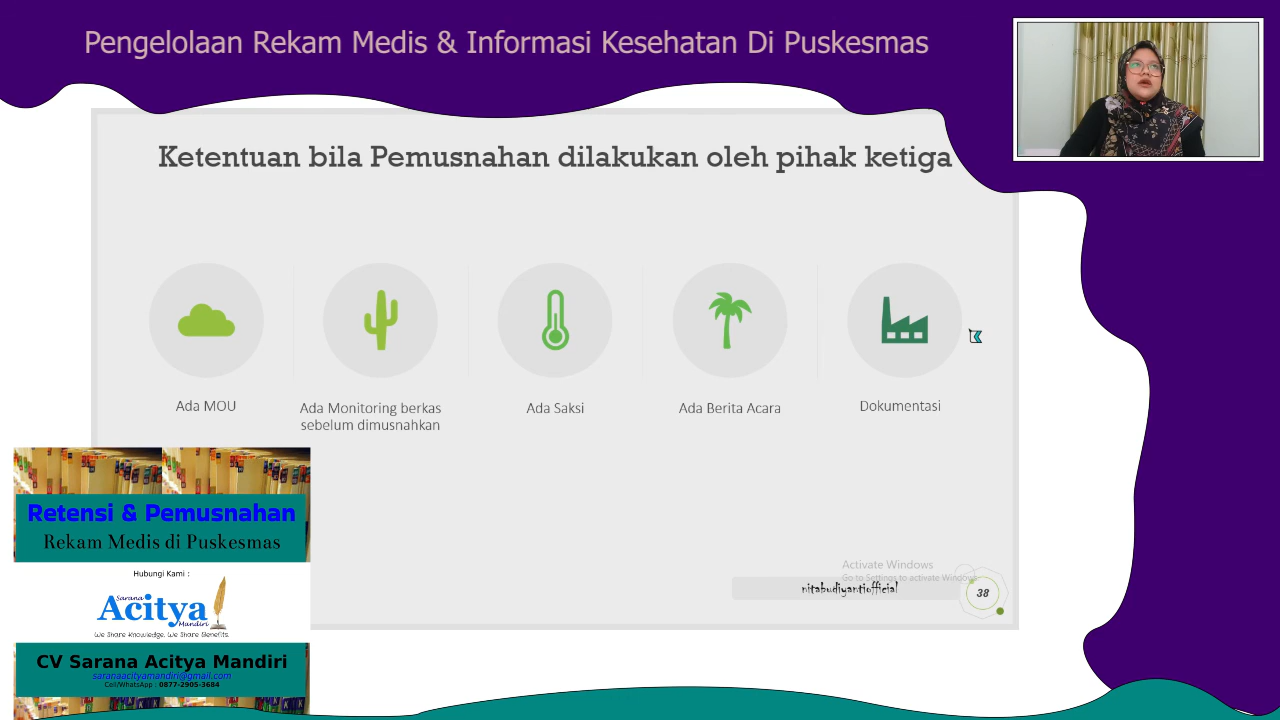 Pengelolaan Rekam Medis & Informasi Kesehatan Di Puskesmas
Ketentuan bila Pemusnahan dilakukan oleh pihak ketiga
Ada MOU
Ada Monitoring berkas
sebelum dimusnahkan
Ada Saksi
Ada Berita Acara
Dokumentasi
Retensi & Pemusnahan
Rekam Medis di Puskesmas
Hubungi Kami :
Sarana
Acitya
Mandiri
We Share Knowledge. We Share Benefits.
CV Sarana Acitya Mandiri
saranaacityamandiri@gmail.com
Cell/WhatsApp : 0877-2905-3684
Activate Windows
Go to Settings to activate Windows.
nitabudiyantiofficial
38